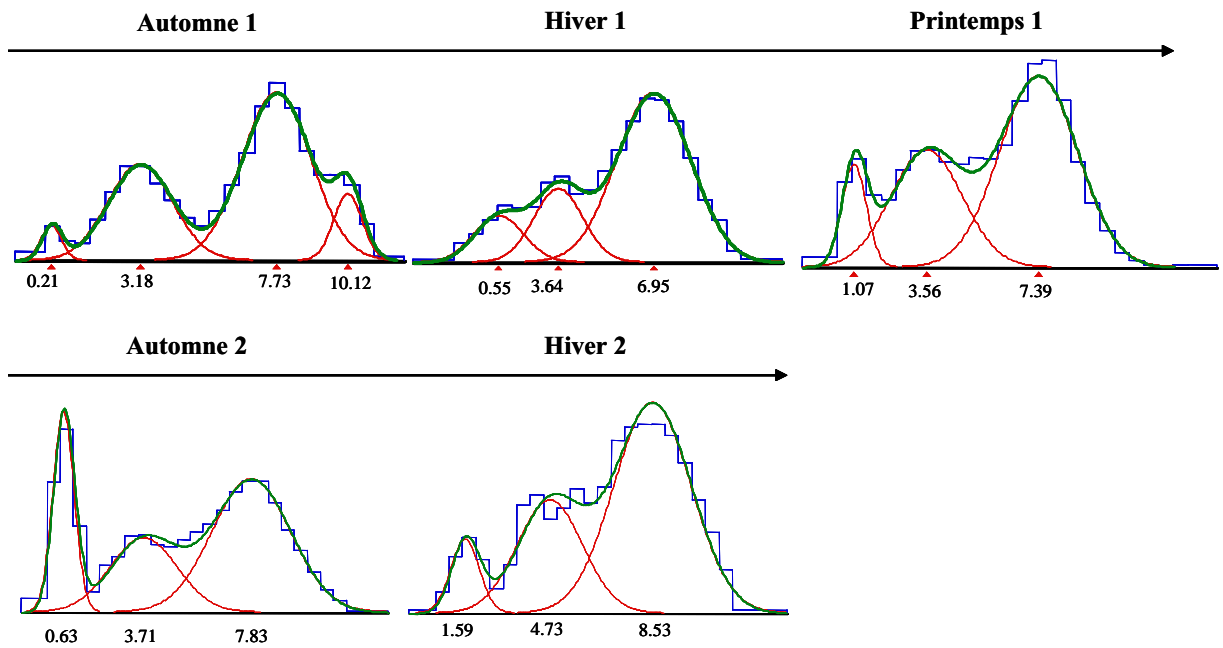 Automne 1 Hiver 1 Printemps 1
0.21 3.18 7.73 10.12 0.55 3.64 6.95 1.07 3.56 7.39
Automne 2 Hiver 2
0.63 3.71 7.83 1.59 4.73 8.53